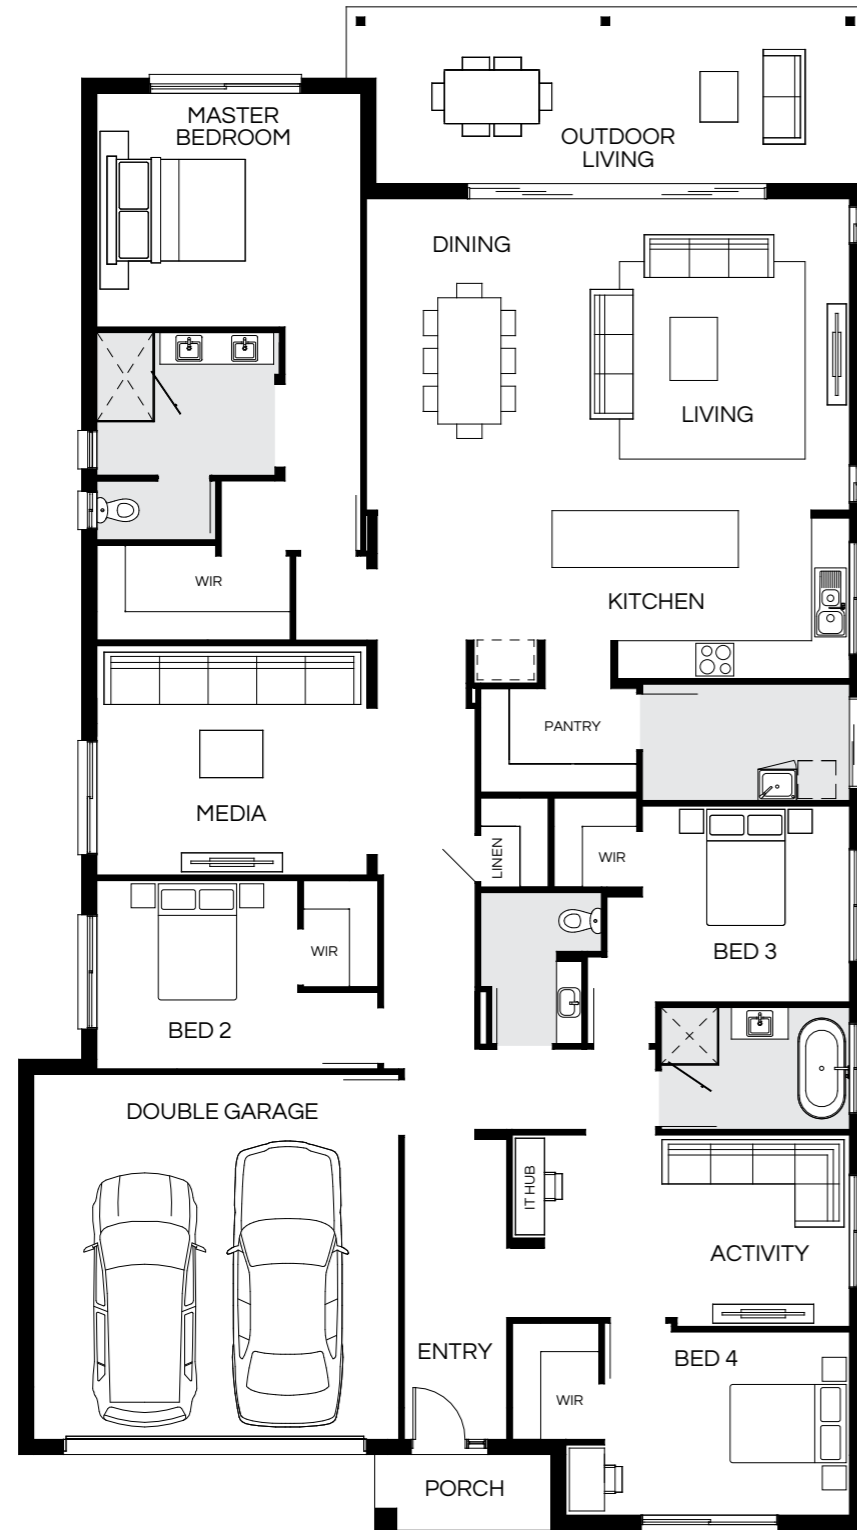 MASTER
BEDROOM
OUTDOOR
LIVING
DINING
LIVING
WIR
KITCHEN
PANTRY
MEDIA
LINEN
WIR
WIR
BED 3
BED 2
DOUBLE GARAGE
IT HUB
ACTIVITY
ENTRY
BED 4
WIR
PORCH